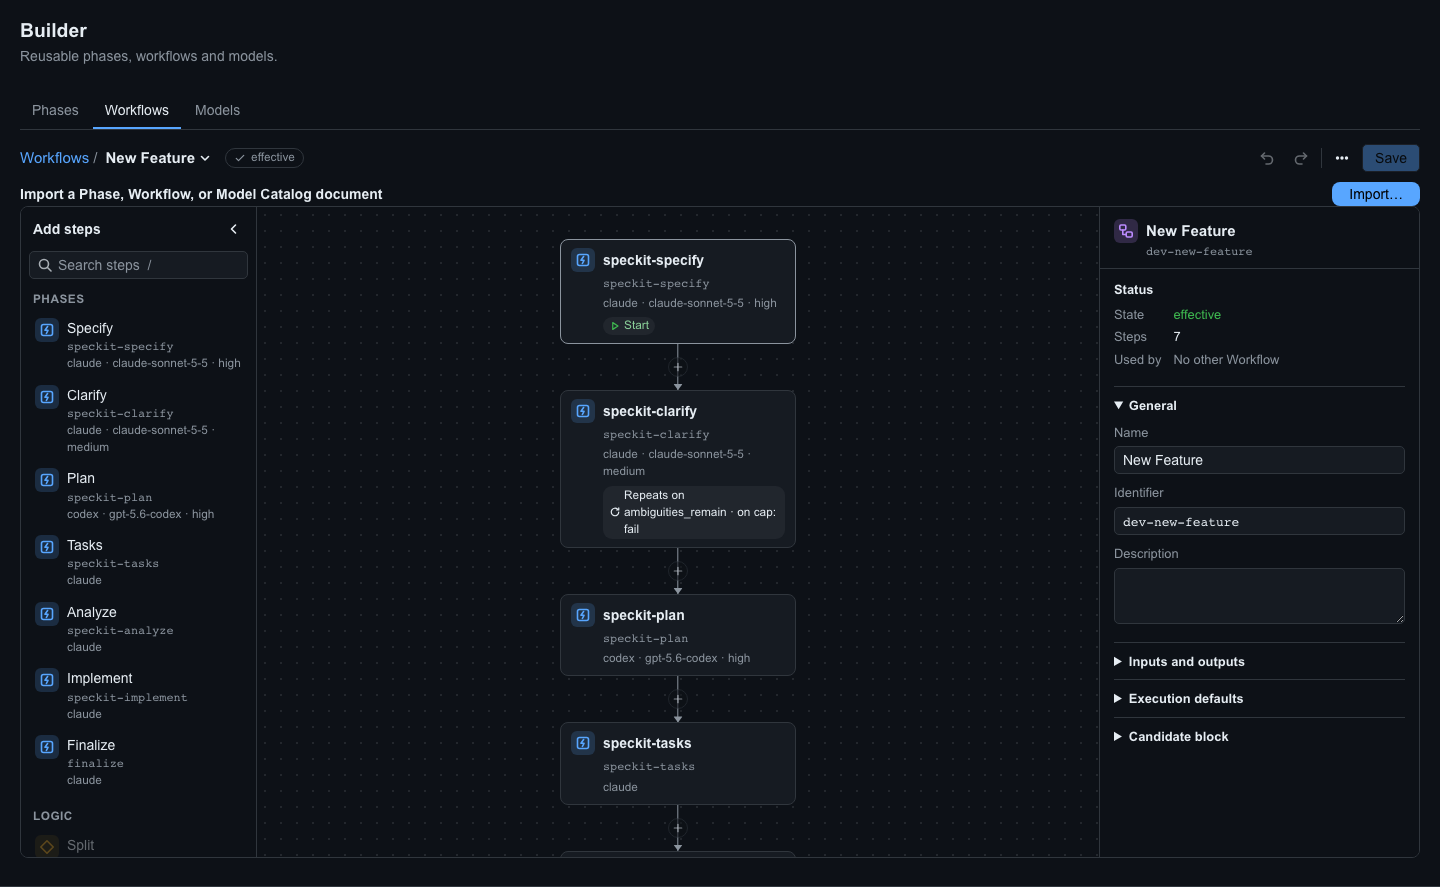 Builder
Reusable phases, workflows and models.
Phases
Workflows
Models
Workflows / New Feature
effective
Save
Import a Phase, Workflow, or Model Catalog document
Import…
Add steps
Search steps /
PHASES
Specify
speckit-specify
claude · claude-sonnet-5-5 · high
Clarify
speckit-clarify
claude · claude-sonnet-5-5 ·
medium
Plan
speckit-plan
codex · gpt-5.6-codex · high
Tasks
speckit-tasks
claude
Analyze
speckit-analyze
claude
Implement
speckit-implement
claude
Finalize
finalize
claude
LOGIC
Split
speckit-specify
speckit-specify
claude · claude-sonnet-5-5 · high
Start
speckit-clarify
speckit-clarify
claude · claude-sonnet-5-5 ·
medium
Repeats on
ambiguities_remain · on cap:
fail
speckit-plan
speckit-plan
codex · gpt-5.6-codex · high
speckit-tasks
speckit-tasks
claude
New Feature
dev-new-feature
Status
State effective
Steps 7
Used by No other Workflow
General
Name
New Feature
Identifier
dev-new-feature
Description
Inputs and outputs
Execution defaults
Candidate block